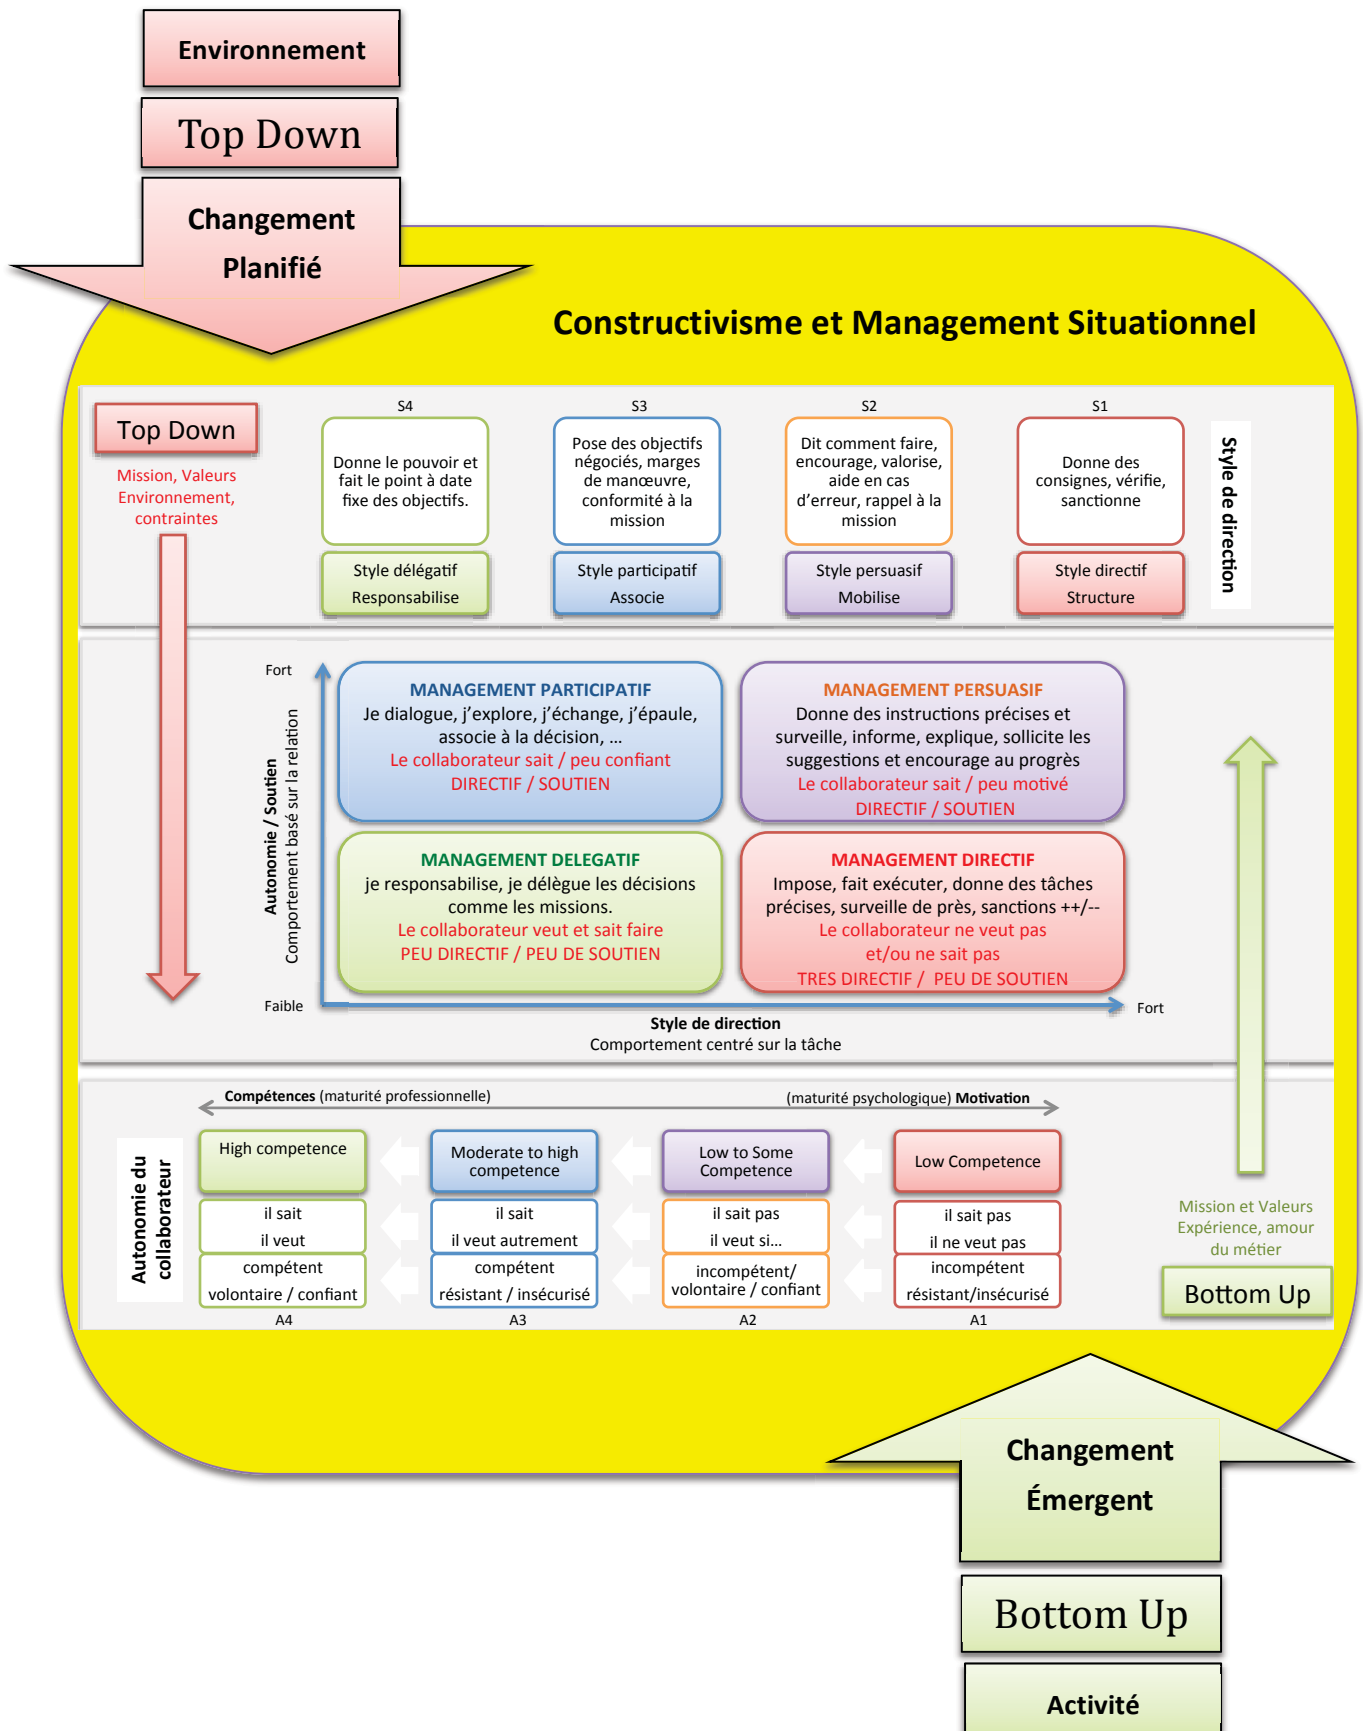 Environnement
Top Down
Changement
Planifié
Constructivisme et Management Situationnel
Top Down
Mission, Valeurs
Environnement,
contraintes
S4
Donne le pouvoir et
fait le point à date
fixe des objectifs.
Style délégatif
Responsabilise
S3
Pose des objectifs
négociés, marges
de manœuvre,
conformité à la
mission
Style participatif
Associe
S2
Dit comment faire,
encourage, valorise,
aide en cas
d'erreur, rappel à la
mission
Style persuasif
Mobilise
S1
Donne des
consignes, vérifie,
sanctionne
Style directif
Structure
Style de direction
Fort
Autonomie / Soutien
Comportement basé sur la relation
Faible
MANAGEMENT PARTICIPATIF
Je dialogue, j'explore, j'échange, j'épaule,
associe à la décision, ...
Le collaborateur sait / peu confiant
DIRECTIF / SOUTIEN
MANAGEMENT PERSUASIF
Donne des instructions précises et
surveille, informe, explique, sollicite les
suggestions et encourage au progrès
Le collaborateur sait / peu motivé
DIRECTIF / SOUTIEN
MANAGEMENT DELEGATIF
je responsabilise, je délègue les décisions
comme les missions.
Le collaborateur veut et sait faire
PEU DIRECTIF / PEU DE SOUTIEN
MANAGEMENT DIRECTIF
Impose, fait exécuter, donne des tâches
précises, surveille de près, sanctions ++/--
Le collaborateur ne veut pas
et/ou ne sait pas
TRES DIRECTIF / PEU DE SOUTIEN
Fort
Style de direction
Comportement centré sur la tâche
Compétences (maturité professionnelle)
(maturité psychologique) Motivation
Autonomie du
collaborateur
High competence
il sait
il veut
compétent
volontaire / confiant
A4
Moderate to high
competence
il sait
il veut autrement
compétent
résistant / insécurisé
A3
Low to Some
Competence
il sait pas
il veut si...
incompétent/
volontaire / confiant
A2
Low Competence
il sait pas
il ne veut pas
incompétent
résistant/insécurisé
A1
Mission et Valeurs
Expérience, amour
du métier
Bottom Up
Changement
Émergent
Bottom Up
Activité